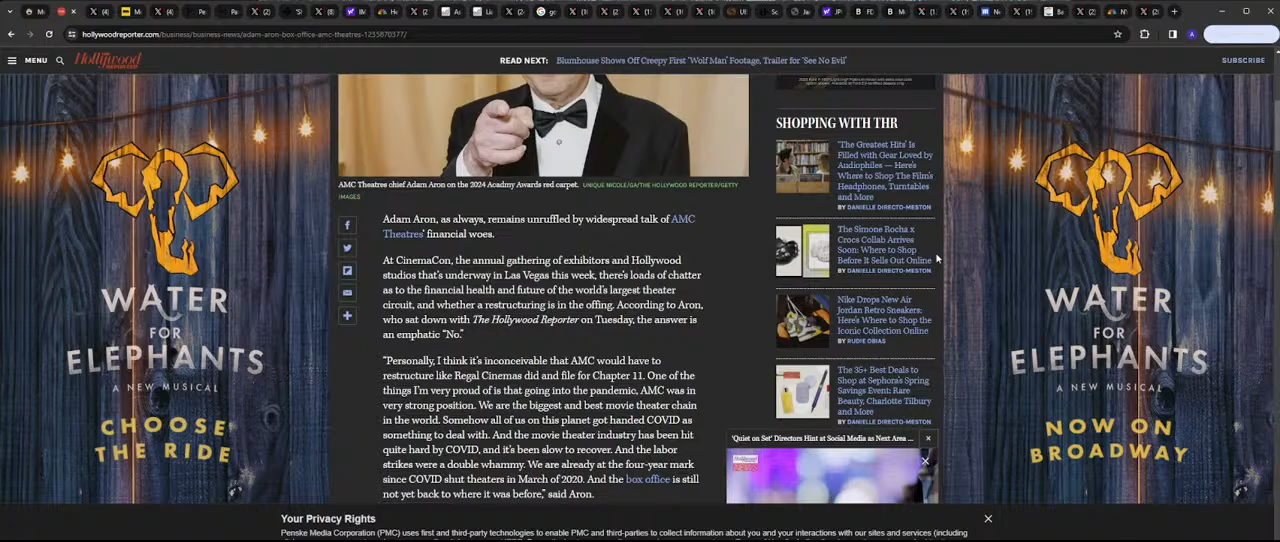 hollywoodreporter.com/business/business-news/adam-aron-box-office-amc-theatres-1235870377/
MENU
Hollywood
REPORTER
READ NEXT: Blumhouse Shows Off Creepy First 'Wolf Man' Footage, Trailer for 'See No Evil'
SUBSCRIBE
AMC Theatres chief Adam Aron on the 2024 Acadmy Awards red carpet. UNIQUE NICOLE/GA/THE HOLLYWOOD REPORTER/GETTY
IMAGES
Adam Aron, as always, remains unruffled by widespread talk of AMC
Theatres' financial woes.
At CinemaCon, the annual gathering of exhibitors and Hollywood
studios that's underway in Las Vegas this week, there's loads of chatter
as to the financial health and future of the world's largest theater
circuit, and whether a restructuring is in the offing. According to Aron,
who sat down with The Hollywood Reporter on Tuesday, the answer is
an emphatic "No."
"Personally, I think it's inconceivable that AMC would have to
restructure like Regal Cinemas did and file for Chapter 11. One of the
things I'm very proud of is that going into the pandemic, AMC was in
very strong position. We are the biggest and best movie theater chain
in the world. Somehow all of us on this planet got handed COVID as
something to deal with. And the movie theater industry has been hit
quite hard by COVID, and it's been slow to recover. And the labor
strikes were a double whammy. We are already at the four-year mark
since COVID shut theaters in March of 2020. And the box office is still
not yet back to where it was before," said Aron.
SHOPPING WITH THR
'The Greatest Hits' Is
Filled with Gear Loved by
Audiophiles — Here's
Where to Shop The Film's
Headphones, Turntables
and More
BY DANIELLE DIRECTO-MESTON
The Simone Rocha x
Crocs Collab Arrives
Soon: Where to Shop
Before It Sells Out Online
BY DANIELLE DIRECTO-MESTON
Nike Drops New Air
Jordan Retro Sneakers:
Here's Where to Shop the
Iconic Collection Online
BY RUDIE OBIAS
The 35+ Best Deals to
Shop at Sephora's Spring
Savings Event: Rare
Beauty, Charlotte Tilbury
and More
BY DANIELLE DIRECTO-MESTON
'Quiet on Set' Directors Hint at Social Media as Next Area ...
WATER
FOR
ELEPHANTS
A NEW MUSICAL
CHOOSE
THE RIDE
WATER
FOR
ELEPHANTS
A NEW MUSICAL
NOW ON
BROADWAY
Your Privacy Rights
Penske Media Corporation (PMC) uses first and third-party technologies to enable PMC and third-parties to collect information about you and your interactions with our sites and services (including